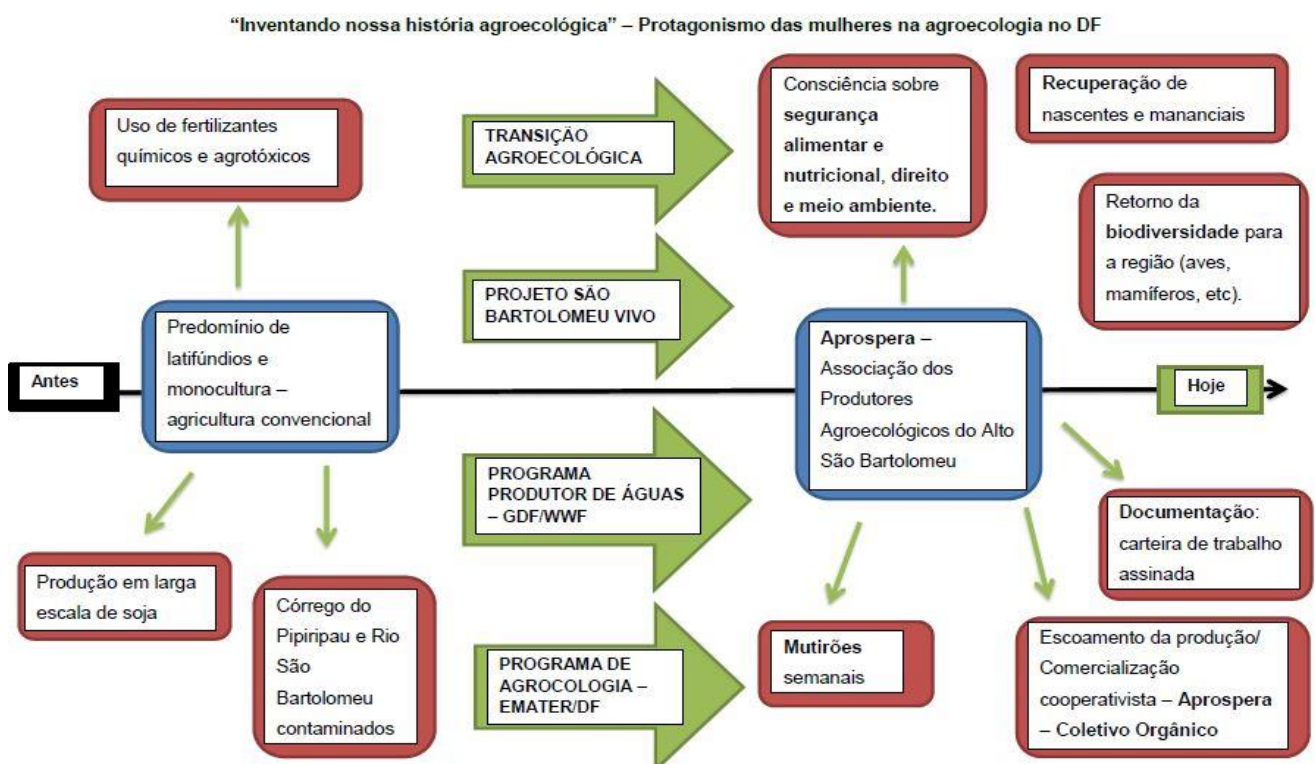 “Inventando nossa história agroecológica” – Protagonismo das mulheres na agroecologia no DF
Uso de fertilizantes
químicos e agrotóxicos
TRANSIÇÃO
AGROECOLÓGICA
Consciência sobre
segurança
alimentar e
nutricional, direito
e meio ambiente.
Recuperação de
nascentes e mananciais
Retorno da
biodiversidade para
a região (aves,
mamíferos, etc).
PROJETO SÃO
BARTOLOMEU VIVO
Antes
Predomínio de
latifúndios e
monocultura –
agricultura convencional
Aprospera –
Associação dos
Produtores
Agroecológicos do Alto
São Bartolomeu
Hoje
PROGRAMA
PRODUTOR DE ÁGUAS
– GDF/WWF
Documentação:
carteira de trabalho
assinada
Produção em larga
escala de soja
Córrego do
Pipiripau e Rio
São
Bartolomeu
contaminados
PROGRAMA DE
AGROCOLOGIA –
EMATER/DF
Mutirões
semanais
Escoamento da produção/
Comercialização
cooperativista – Aprospera
– Coletivo Orgânico